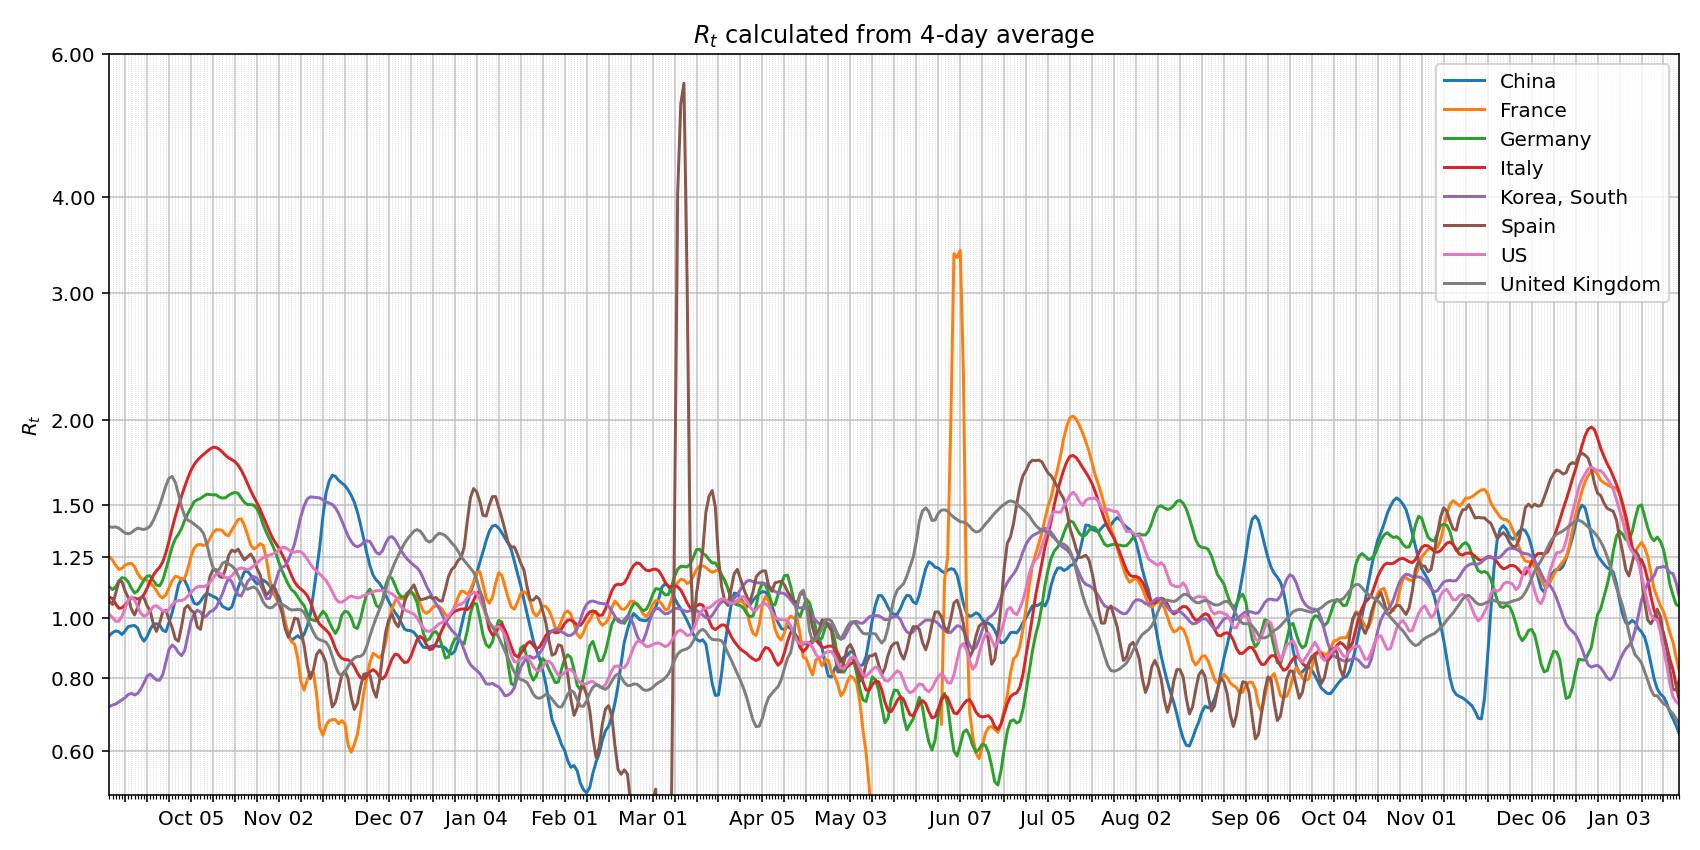 R_t calculated from 4-day average
6.00
4.00
3.00
2.00
1.50
1.25
1.00
0.80
0.60
R_t
China
France
Germany
Italy
Korea, South
Spain
US
United Kingdom
Oct 05 Nov 02 Dec 07 Jan 04 Feb 01 Mar 01 Apr 05 May 03 Jun 07 Jul 05 Aug 02 Sep 06 Oct 04 Nov 01 Dec 06 Jan 03